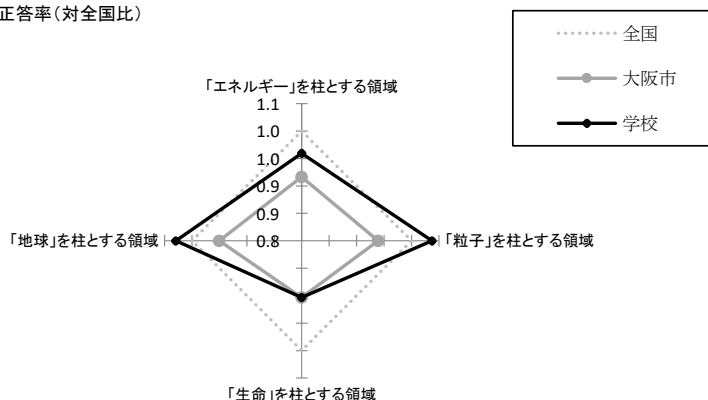 正答率(対全国比)
全国
大阪市
学校
「エネルギー」を柱とする領域
1.1
1.0
1.0
0.9
0.9
0.8
「地球」を柱とする領域
「粒子」を柱とする領域
「生命」を柱とする領域